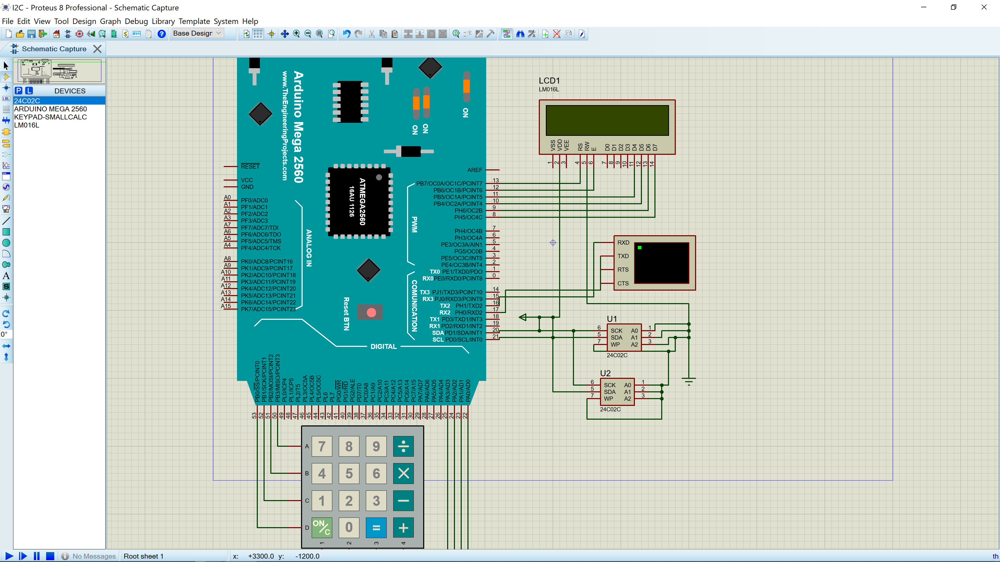 I2C - Proteus 8 Professional - Schematic Capture
File Edit View Tool Design Graph Debug Library Template System Help
Base Design
Schematic Capture
P L DEVICES
24C02C
ARDUINO MEGA 2560
KEYPAD-SMALLCALC
LM016L
LBL
A
S
0°
Arduino Mega 2560
www.TheEngineeringProjects.com
ON
ON
ON
ATMEGA2560
16AU 1126
ANALOG IN
PWM
COMUNICATION
Reset BTN
DIGITAL
RESET
VCC
GND
A0 PF0/ADC0
A1 PF1/ADC1
A2 PF2/ADC2
A3 PF3/ADC3
A7 PF7/ADC7/TDI
A6 PF6/ADC6/TDO
A5 PF5/ADC5/TMS
A4 PF4/ADC4/TCK
A8 PK0/ADC8/PCINT16
A9 PK1/ADC9/PCINT17
A10 PK2/ADC10/PCINT18
A11 PK3/ADC11/PCINT19
A12 PK4/ADC12/PCINT20
A13 PK5/ADC13/PCINT21
A14 PK6/ADC14/PCINT22
A15 PK7/ADC15/PCINT23
AREF
PB7/OC0A/OC1C/PCINT7 13
PB6/OC1B/PCINT6 12
PB5/OC1A/PCINT5 11
PB4/OC2A/PCINT4 10
PH6/OC2B 9
PH5/OC4C 8
PH4/OC4B 7
PH3/OC4A 6
PE3/OC3A/AIN1 5
PG5/OC0B 4
PE5/OC3C/INT5 3
PE4/OC3B/INT4 2
TX0 PE1/TXD0/PDO 1
RX0 PE0/RXD0/PCINT8 0
TX3 PJ1/TXD3/PCINT10 14
RX3 PJ0/RXD3/PCINT9 15
TX2 PH1/TXD2 16
RX2 PH0/RXD2 17
TX1 PD3/TXD1/INT3 18
RX1 PD2/RXD1/INT2 19
SDA PD1/SDA/INT1 20
SCL PD0/SCL/INT0 21
PB0/SS/PCINT0 53
PB1/SCK/PCINT1 52
PB2/MOSI/PCINT2 51
PB3/MISO/PCINT3 50
PL0/ICP4 49
PL1/ICP5 48
PL2/T5 47
PL3/OC5A 46
PL4/OC5B 45
PL5/OC5C 44
PL6 43
PL7 42
PG0/WR 41
PG1/RD 40
PG2/ALE 39
PD7/T0 38
PC0/A8 37
PC1/A9 36
PC2/A10 35
PC3/A11 34
PC4/A12 33
PC5/A13 32
PC6/A14 31
PC7/A15 30
PA7/AD7 29
PA6/AD6 28
PA5/AD5 27
PA4/AD4 26
PA3/AD3 25
PA2/AD2 24
PA1/AD1 23
PA0/AD0 22
LCD1
LM016L
VSS VDD VEE RS RW E D0 D1 D2 D3 D4 D5 D6 D7
1 2 3 4 5 6 7 8 9 10 11 12 13 14
RXD
TXD
RTS
CTS
U1
6 SCK A0 1
5 SDA A1 2
7 WP A2 3
24C02C
U2
6 SCK A0 1
5 SDA A1 2
7 WP A2 3
24C02C
A 7 8 9 ÷
B 4 5 6 ×
C 1 2 3 −
D ON/C 0 = +
1 2 3 4
No Messages Root sheet 1 x: +3300.0 y: -1200.0 th